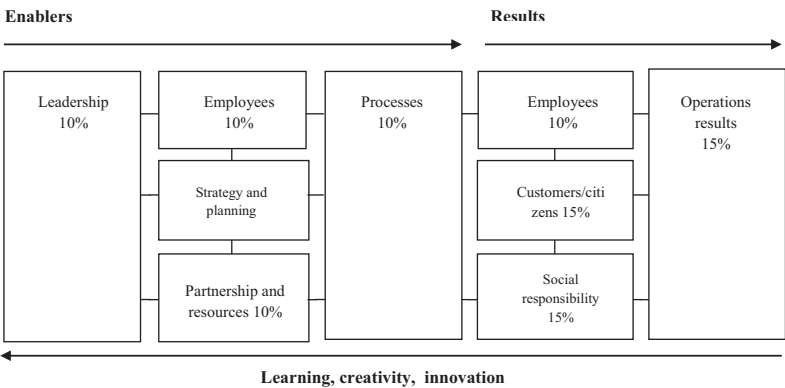 Enablers
Results
Leadership
10%
Employees
10%
Strategy and
planning
Partnership and
resources 10%
Processes
10%
Employees
10%
Customers/citi
zens 15%
Social
responsibility
15%
Operations
results
15%
Learning, creativity, innovation